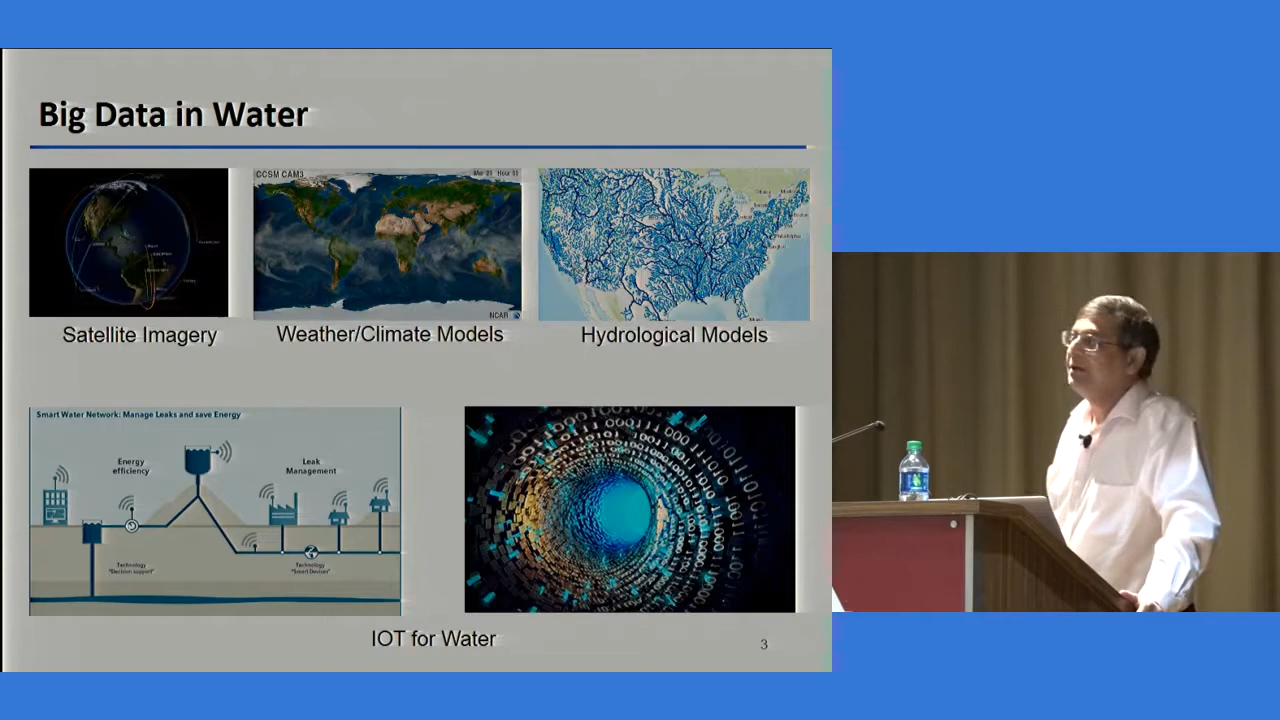 Big Data in Water
CCSM CAM3
NCAR
Satellite Imagery
Weather/Climate Models
Hydrological Models
Smart Water Network: Manage Leaks and save Energy
Energy
efficiency
Leak
Management
Technology
"Decision support"
Technology
"Smart Devices"
IOT for Water
3